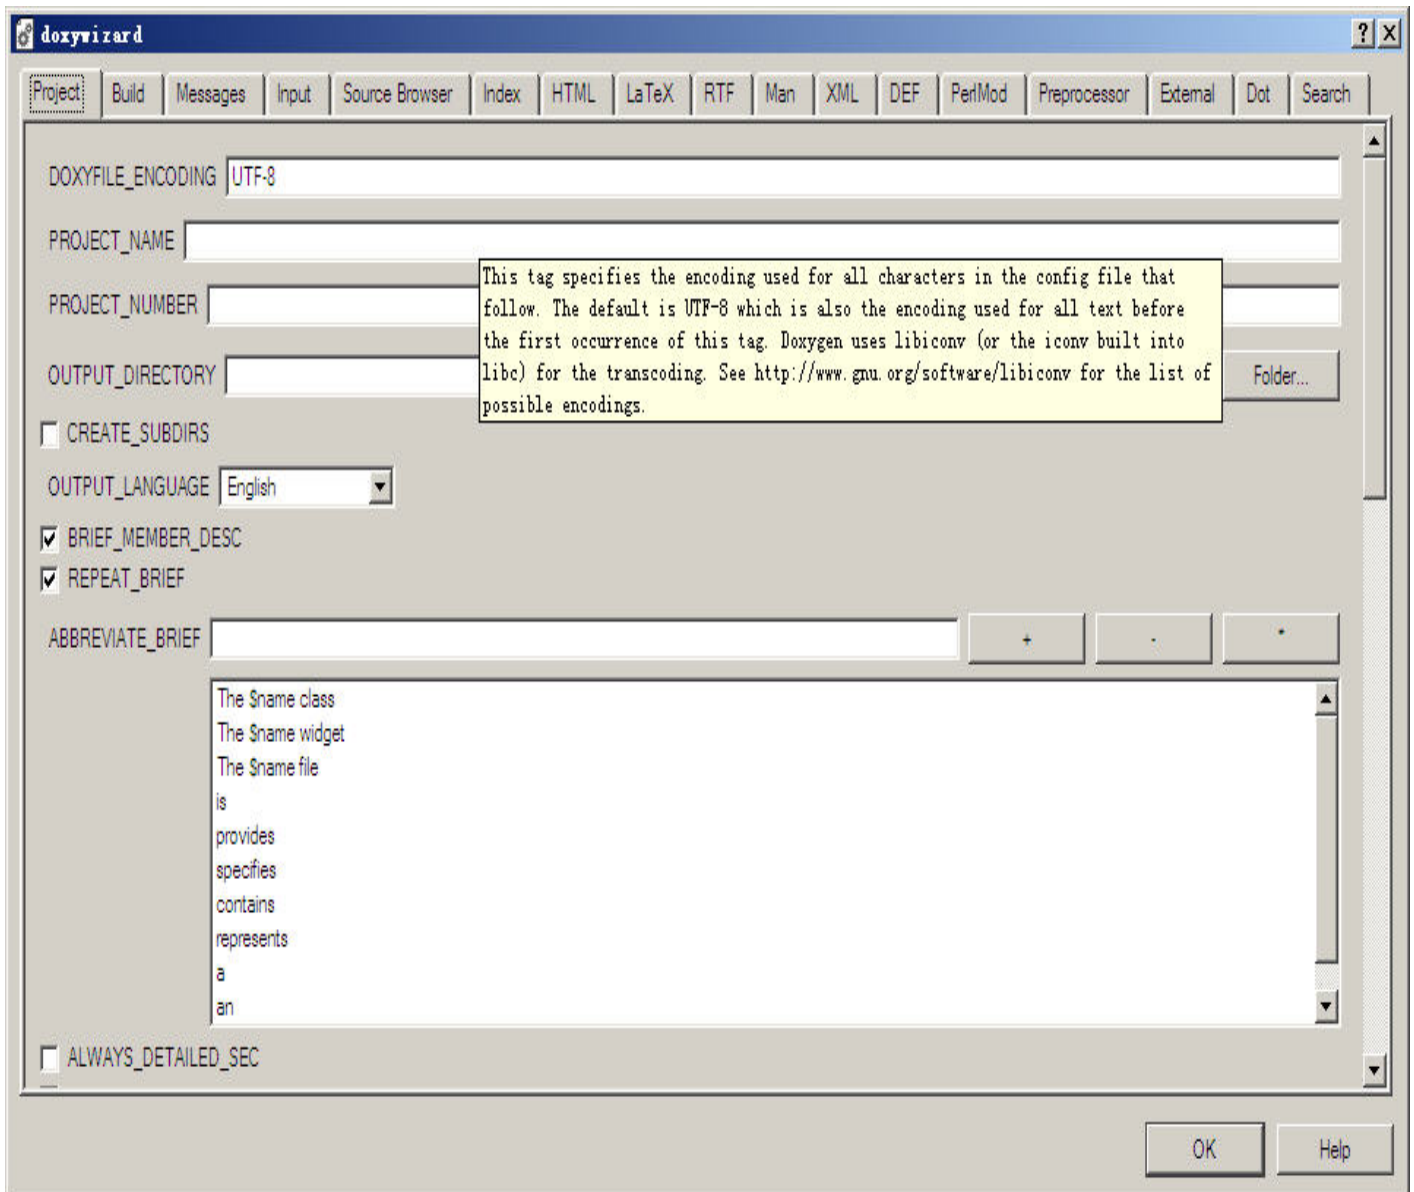 doxywizard
? X
Project Build Messages Input Source Browser Index HTML LaTeX RTF Man XML DEF PerlMod Preprocessor External Dot Search
DOXYFILE_ENCODING UTF-8
PROJECT_NAME
PROJECT_NUMBER
This tag specifies the encoding used for all characters in the config file that
follow. The default is UTF-8 which is also the encoding used for all text before
the first occurrence of this tag. Doxygen uses libiconv (or the iconv built into
libc) for the transcoding. See http://www.gnu.org/software/libiconv for the list of
possible encodings.
OUTPUT_DIRECTORY Folder...
CREATE_SUBDIRS
OUTPUT_LANGUAGE English
BRIEF_MEMBER_DESC
REPEAT_BRIEF
ABBREVIATE_BRIEF + - *
The $name class
The $name widget
The $name file
is
provides
specifies
contains
represents
a
an
ALWAYS_DETAILED_SEC
OK Help